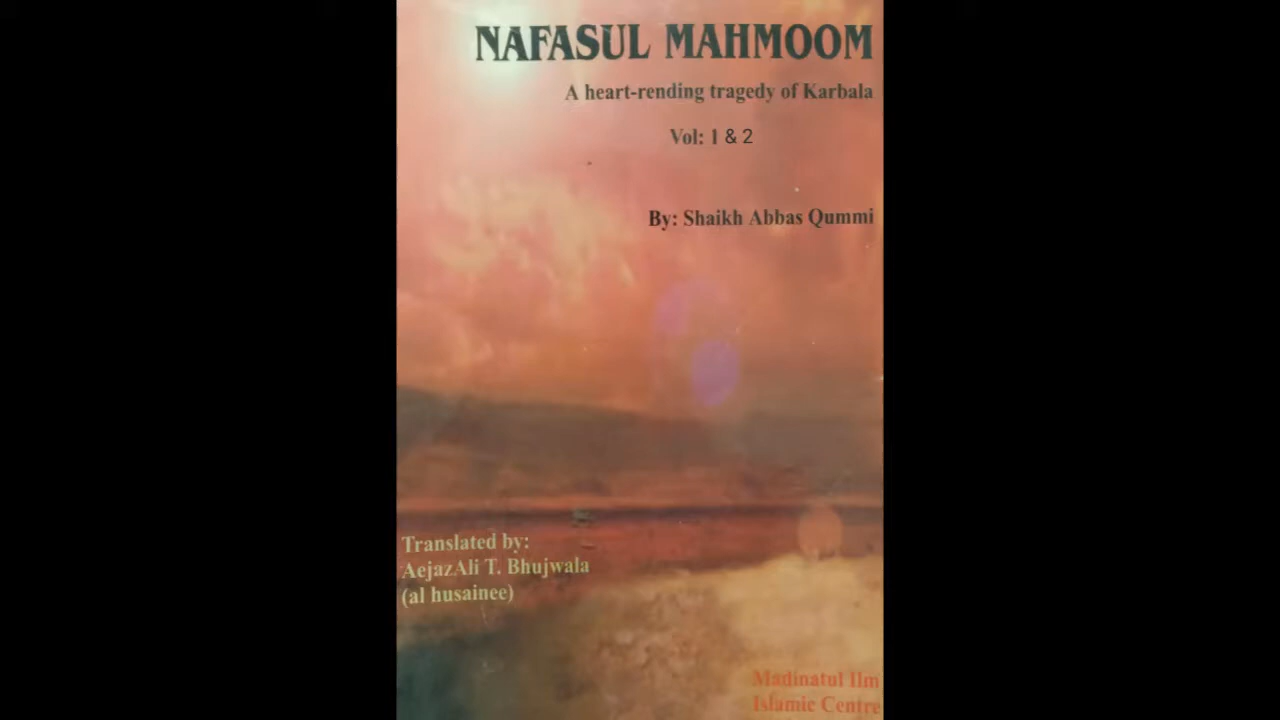 NAFASUL MAHMOOM
A heart-rending tragedy of Karbala
Vol: 1 & 2
By: Shaikh Abbas Qummi
Translated by:
AejazAli T. Bhujwala
(al husainee)
Madinatul Ilm
Islamic Centre